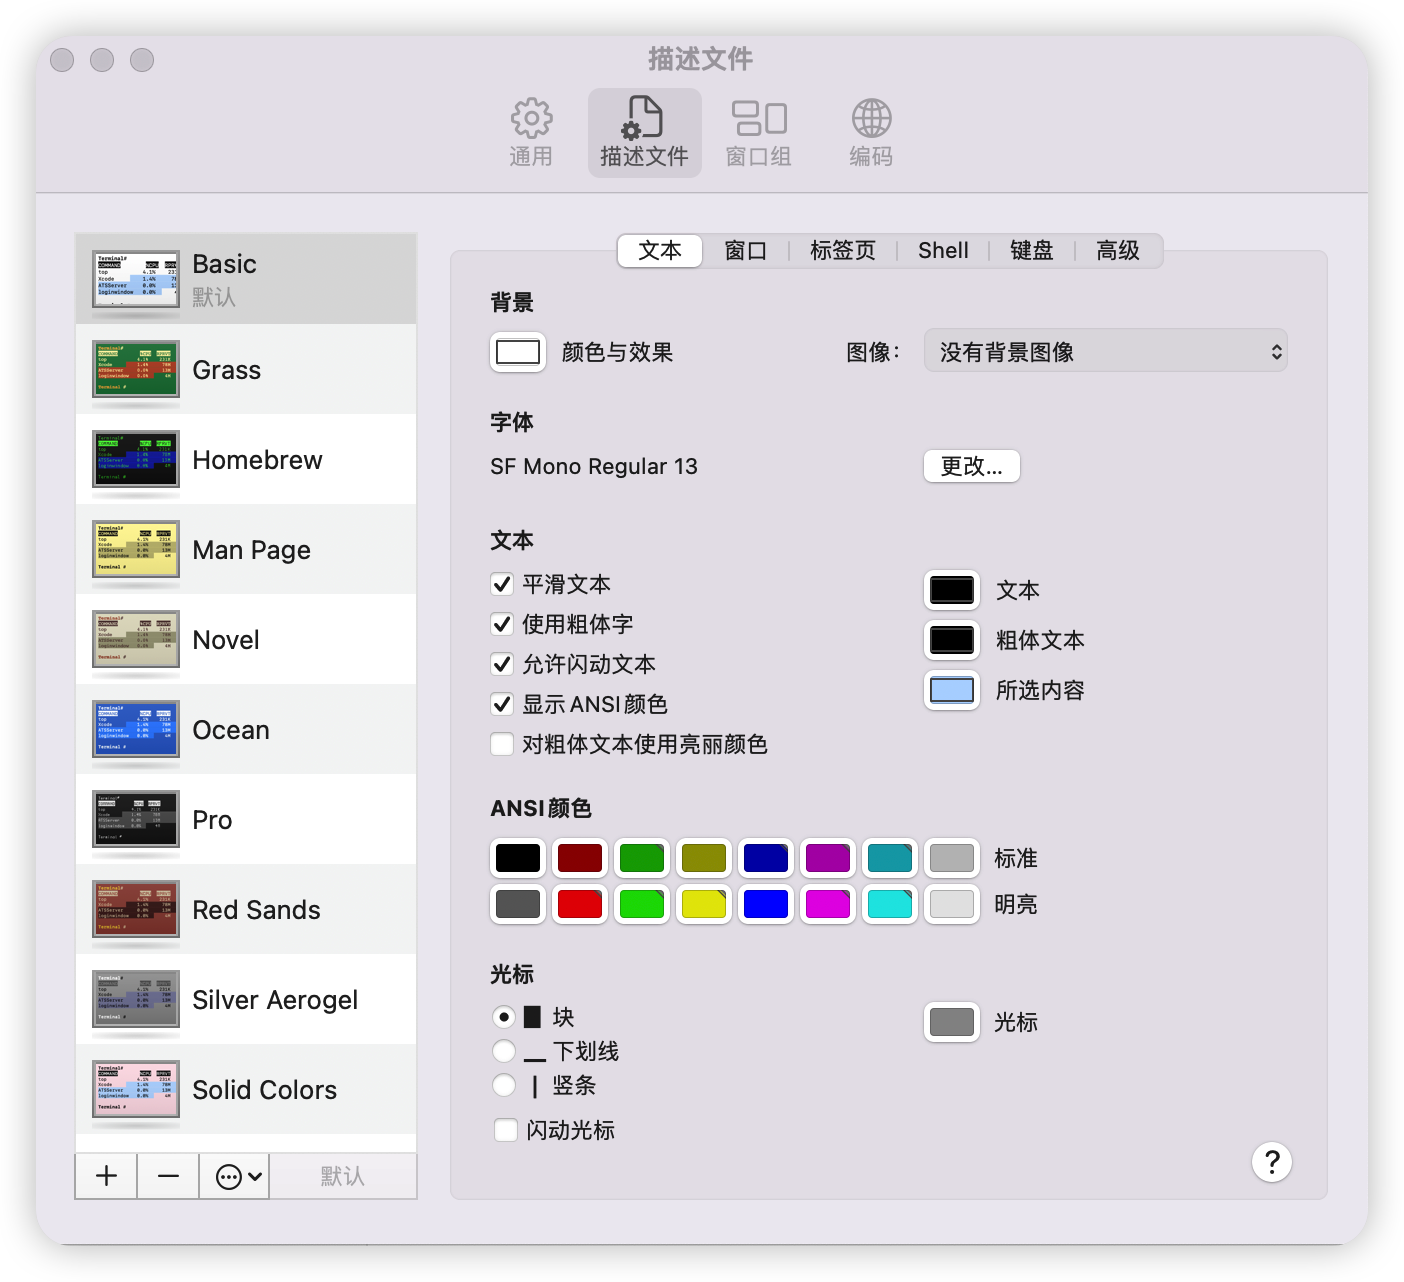 描述文件
通用
描述文件
窗口组
编码
Basic
默认
Grass
Homebrew
Man Page
Novel
Ocean
Pro
Red Sands
Silver Aerogel
Solid Colors
默认
文本 窗口 标签页 Shell 键盘 高级
背景
颜色与效果 图像： 没有背景图像
字体
SF Mono Regular 13 更改...
文本
平滑文本
使用粗体字
允许闪动文本
显示 ANSI 颜色
对粗体文本使用亮丽颜色
文本
粗体文本
所选内容
ANSI 颜色
标准
明亮
光标
块
下划线
竖条
闪动光标
光标
?